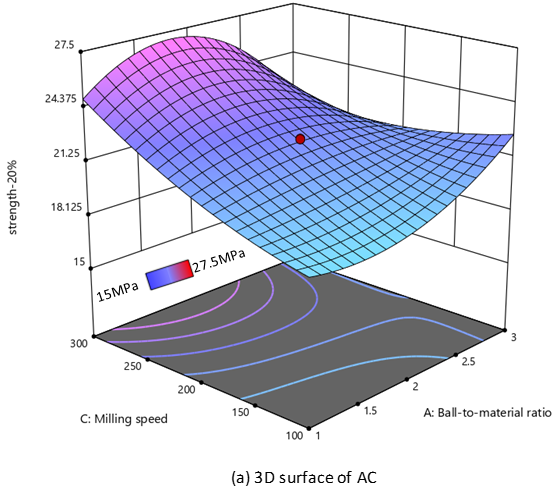 27.5
24.375
21.25
18.125
15
strength-20%
15MPa
27.5MPa
300
250
200
150
100
1
1.5
2
2.5
3
C: Milling speed
A: Ball-to-material ratio
(a) 3D surface of AC